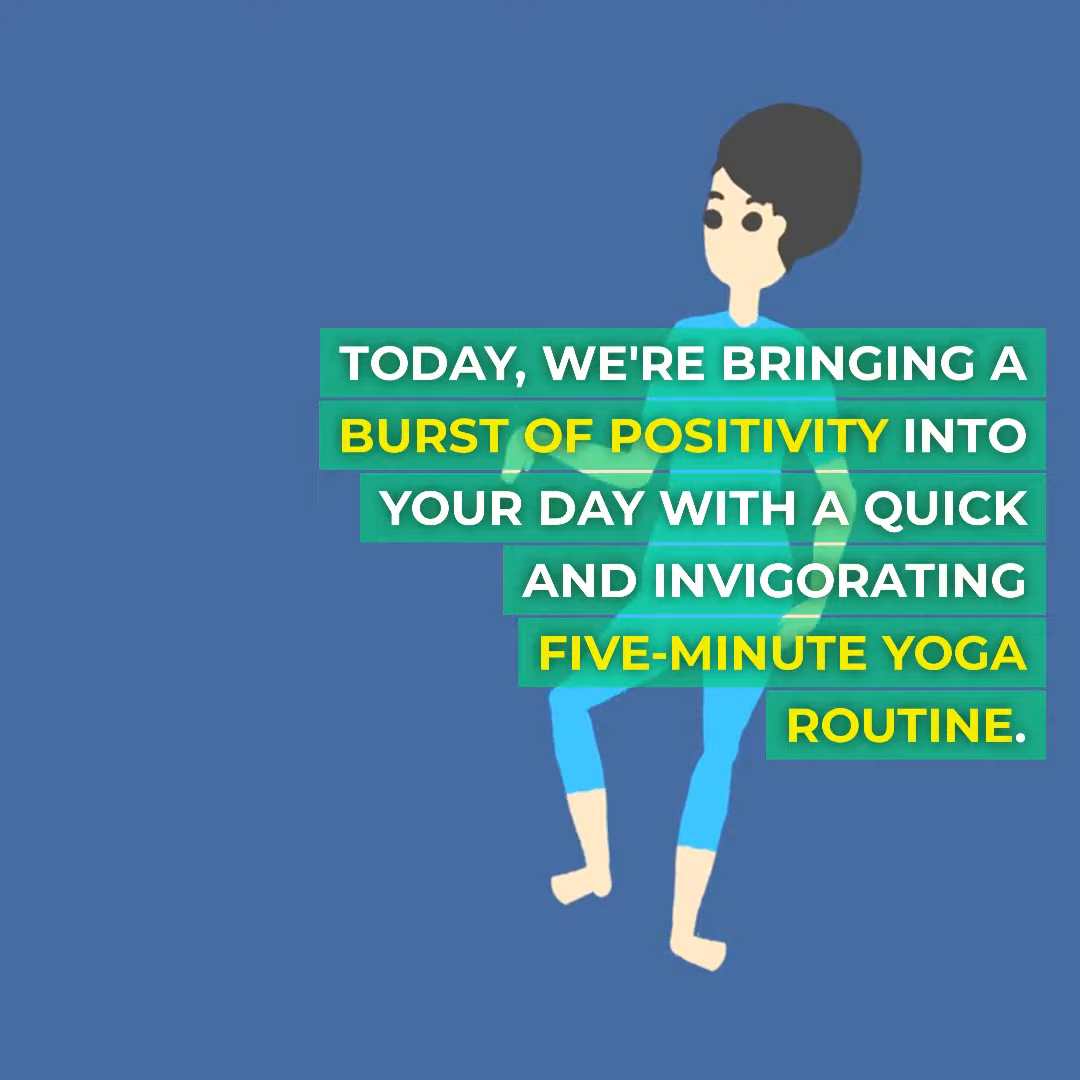 TODAY, WE'RE BRINGING A
BURST OF POSITIVITY INTO
YOUR DAY WITH A QUICK
AND INVIGORATING
FIVE-MINUTE YOGA
ROUTINE.